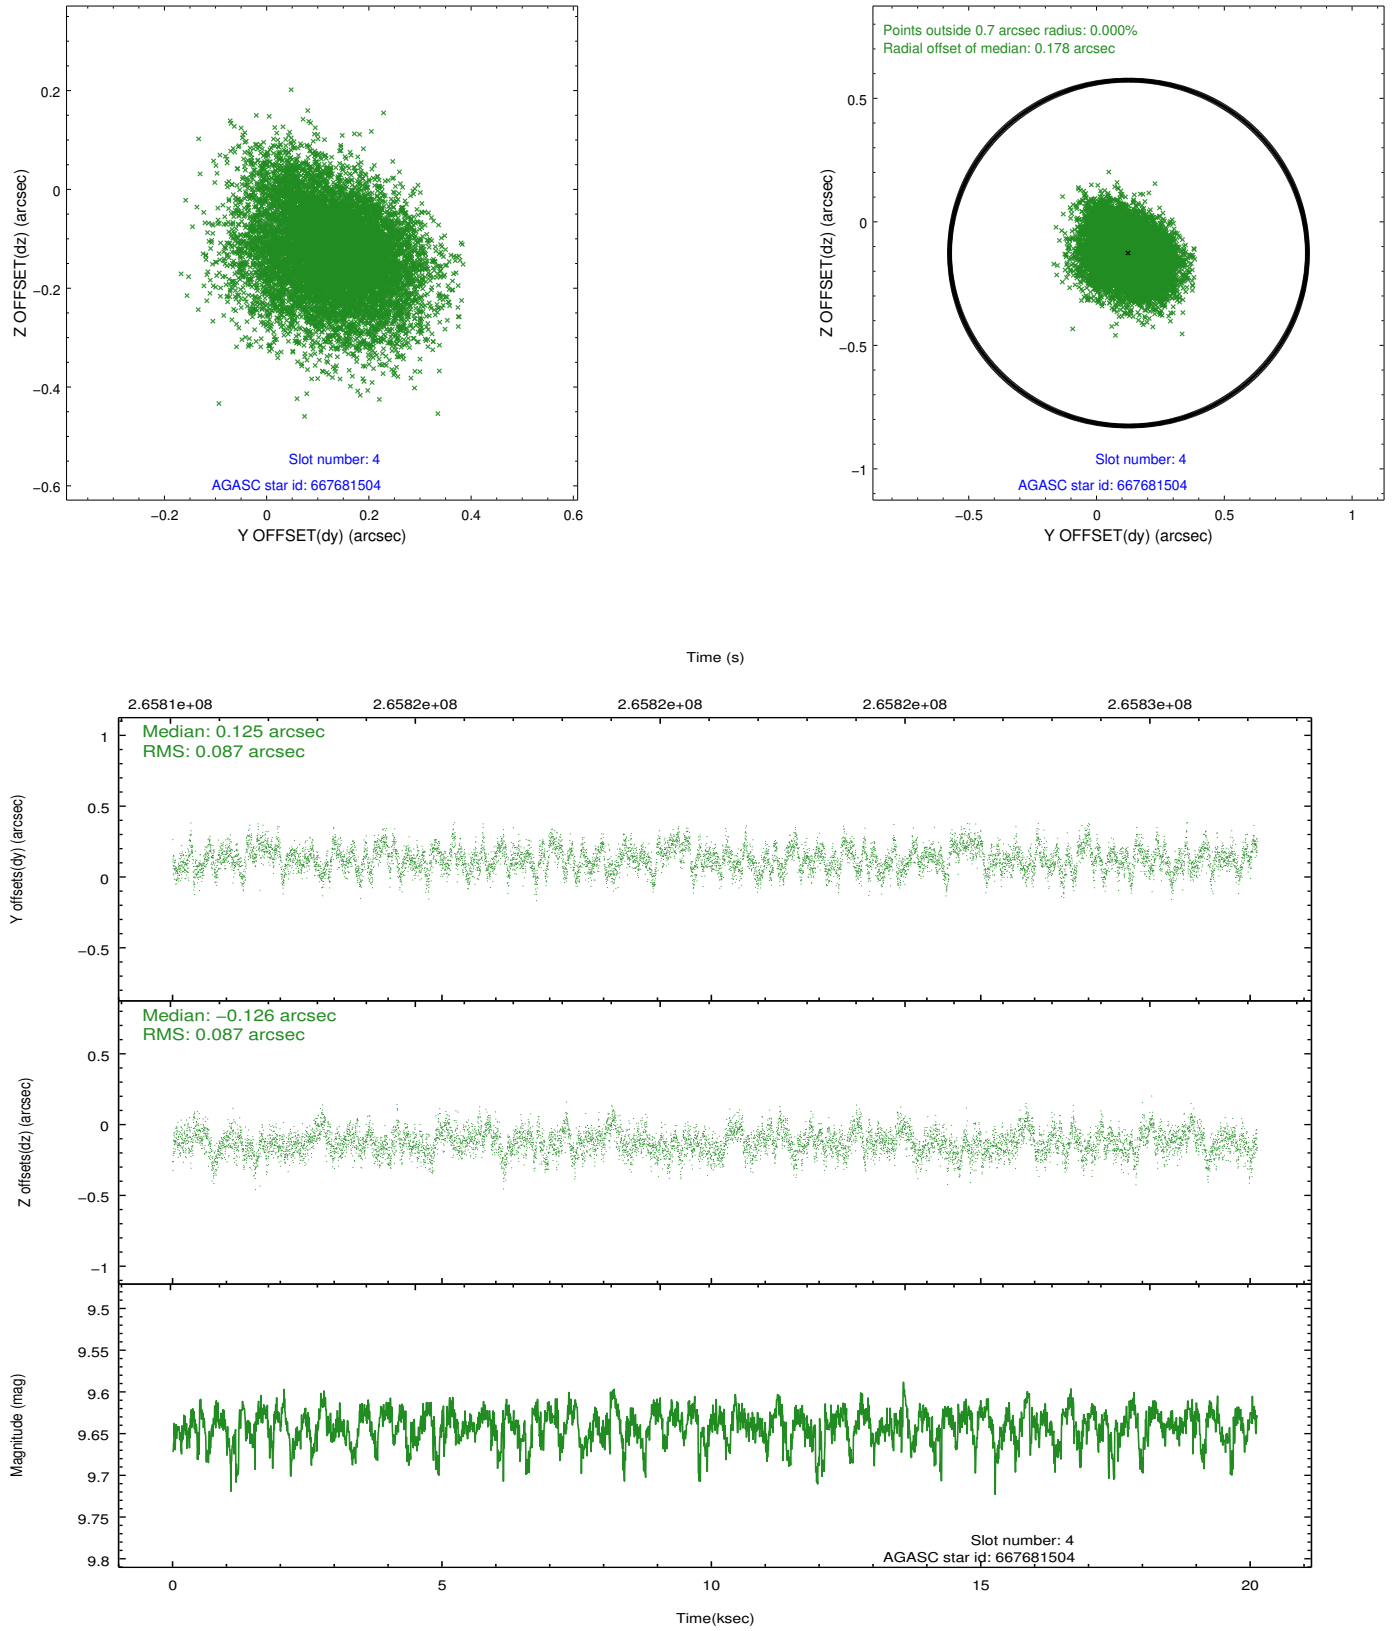 0.2
0
−0.2
−0.4
−0.6
Z OFFSET(dz) (arcsec)
Slot number: 4
AGASC star id: 667681504
−0.2
0
0.2
0.4
0.6
Y OFFSET(dy) (arcsec)
Points outside 0.7 arcsec radius: 0.000%
Radial offset of median: 0.178 arcsec
0.5
0
−0.5
−1
Z OFFSET(dz) (arcsec)
Slot number: 4
AGASC star id: 667681504
−0.5
0
0.5
1
Y OFFSET(dy) (arcsec)
Time (s)
2.6581e+08
2.6582e+08
2.6582e+08
2.6582e+08
2.6583e+08
Median: 0.125 arcsec
RMS: 0.087 arcsec
1
0.5
0
−0.5
Y offsets(dy) (arcsec)
Median: −0.126 arcsec
RMS: 0.087 arcsec
0.5
0
−0.5
−1
Z offsets(dz) (arcsec)
9.5
9.55
9.6
9.65
9.7
9.75
9.8
Magnitude (mag)
Slot number: 4
AGASC star id: 667681504
0
5
10
15
20
Time(ksec)